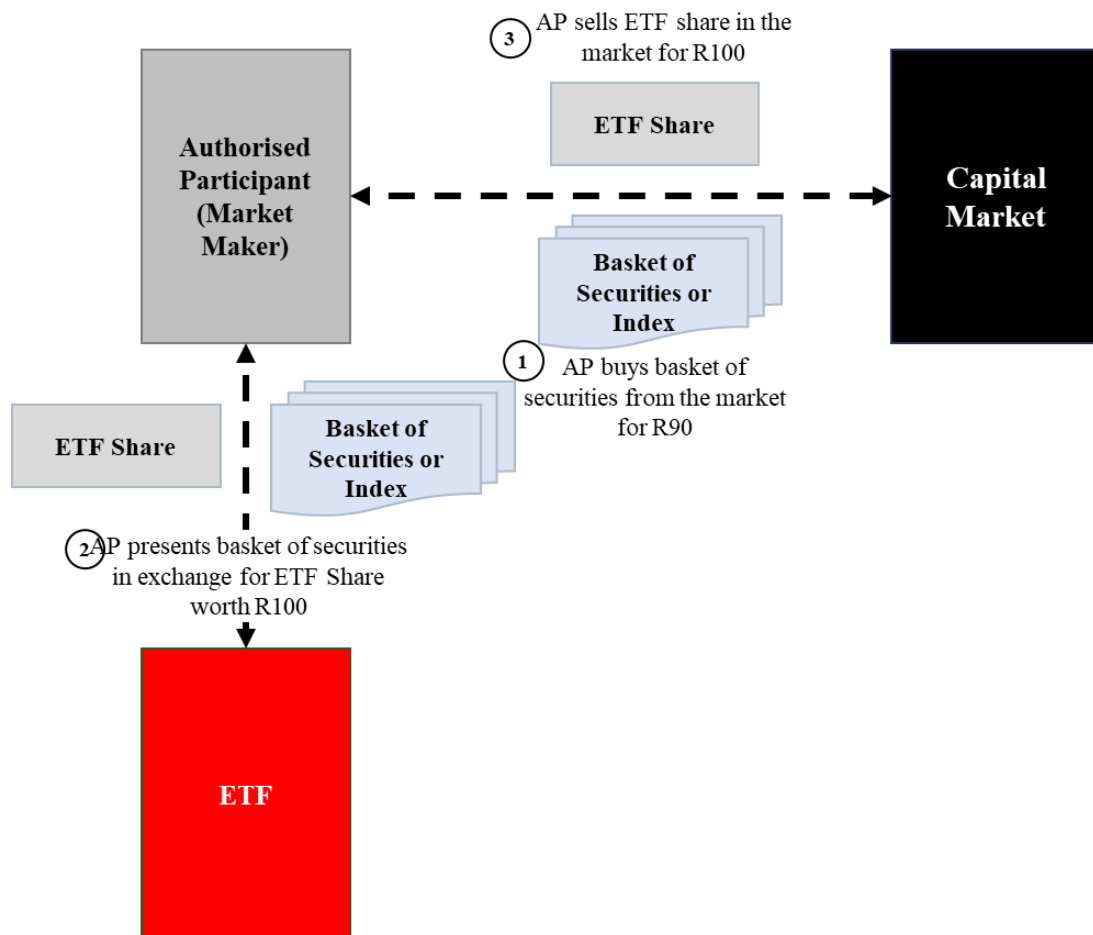 3
AP sells ETF share in the
market for R100
ETF Share
Authorised
Participant
(Market
Maker)
Capital
Market
Basket of
Securities or
Index
1
AP buys basket of
securities from the market
for R90
ETF Share
Basket of
Securities or
Index
2
AP presents basket of securities
in exchange for ETF Share
worth R100
ETF